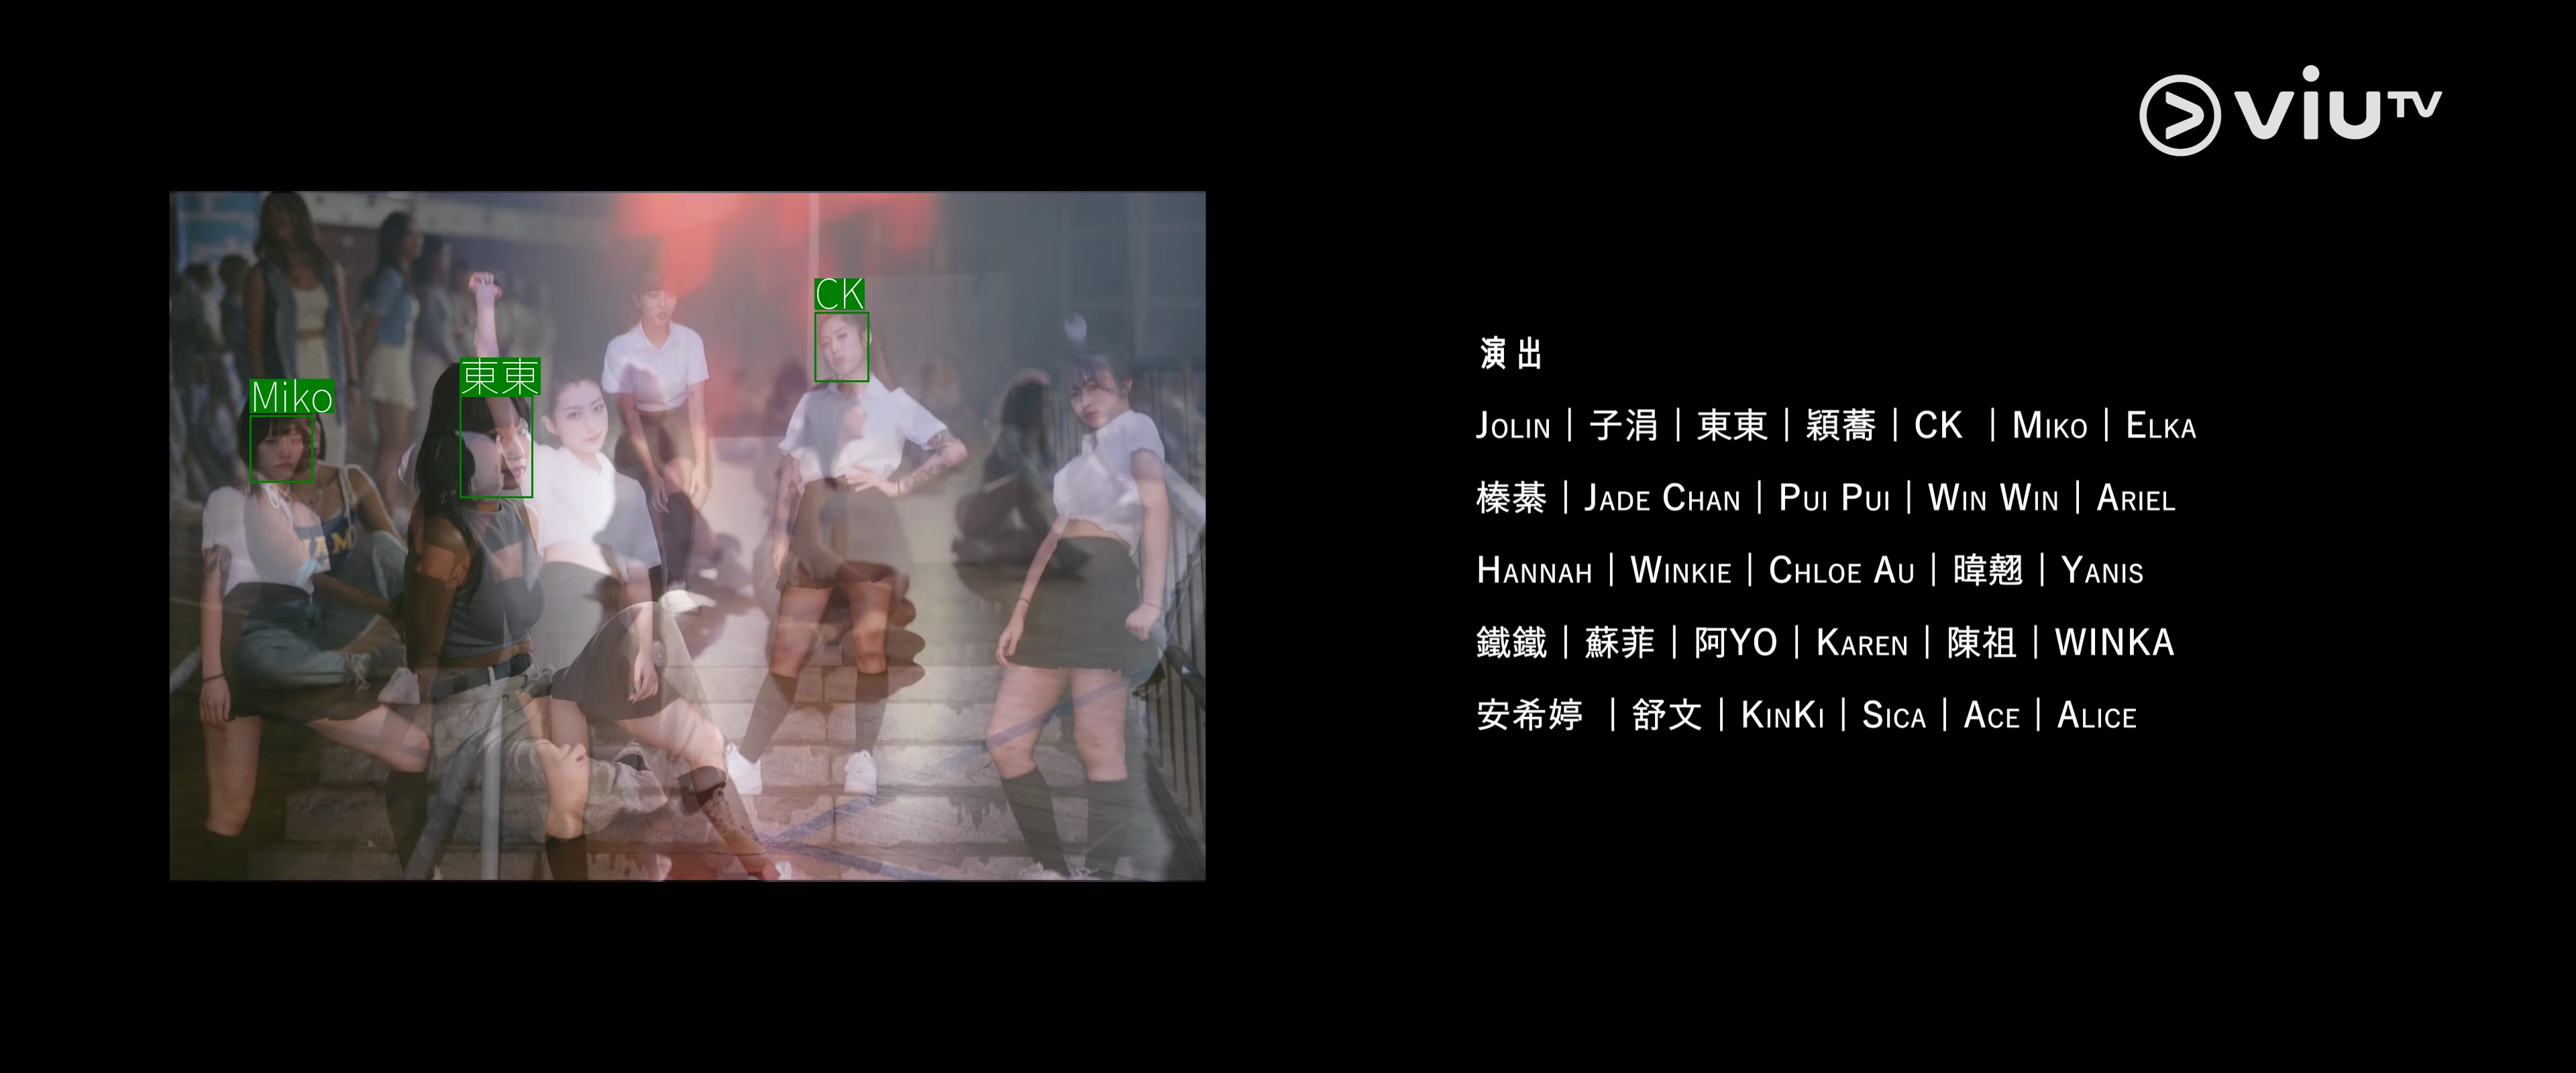 viuTV
CK
東東
Miko
演出
JOLIN｜子涓｜東東｜穎蕎｜CK ｜MIKO｜ELKA
榛綦｜JADE CHAN｜PUI PUI｜WIN WIN｜ARIEL
HANNAH｜WINKIE｜CHLOE AU｜暐翹｜YANIS
鐵鐵｜蘇菲｜阿YO｜KAREN｜陳祖｜WINKA
安希婷 ｜舒文｜KINKI｜SICA｜ACE｜ALICE